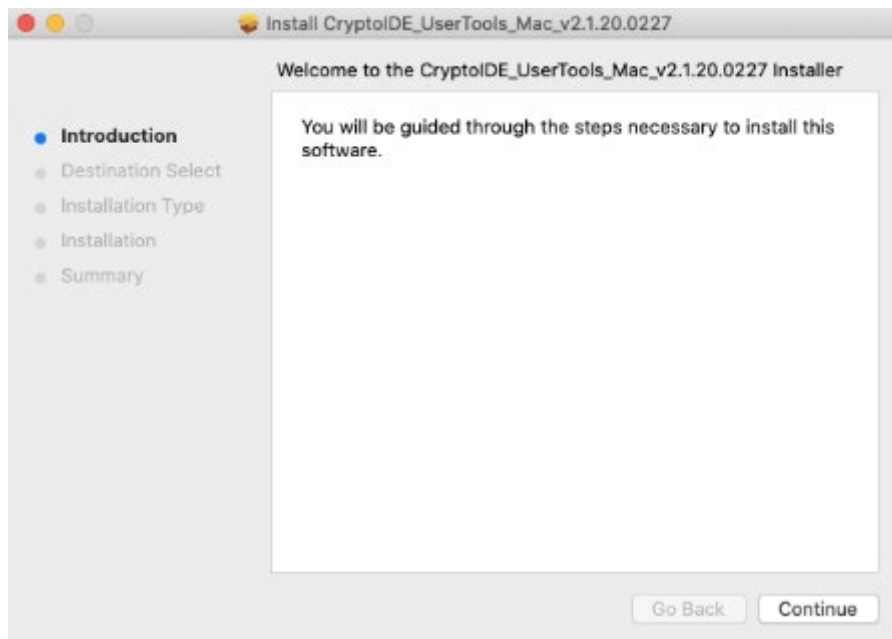 Install CryptoIDE_UserTools_Mac_v2.1.20.0227
Welcome to the CryptoIDE_UserTools_Mac_v2.1.20.0227 Installer
Introduction
Destination Select
Installation Type
Installation
Summary
You will be guided through the steps necessary to install this
software.
Go Back
Continue